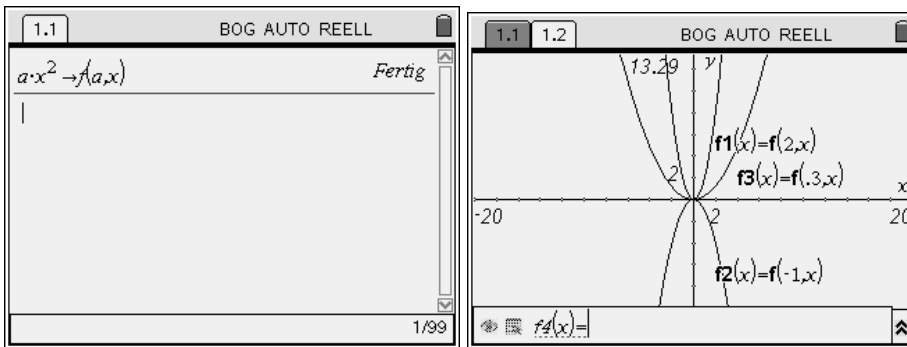 1.1 BOG AUTO REELL
a·x² →f(a,x) Fertig
1/99
1.1 1.2 BOG AUTO REELL
13.29 y
f1(x)=f(2,x)
2 f3(x)=f(.3,x)
x
-20 2 20
f2(x)=f(-1,x)
f4(x)=